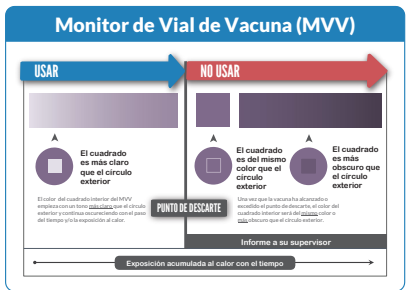 Monitor de Vial de Vacuna (MVV)
USAR
NO USAR
El cuadrado
es más claro
que el círculo
exterior
El cuadrado
es del mismo
color que el
círculo
exterior
El cuadrado
es más
obscuro que
el círculo
exterior
El color del cuadrado interior del MVV
empieza con un tono más claro que el círculo
exterior y continua oscureciendo con el paso
del tiempo y/o la exposición al calor.
PUNTO DE DESCARTE
Una vez que la vacuna ha alcanzado o
excedido el punto de descarte, el color del
cuadrado interior será del mismo color o
más obscuro que el círculo exterior.
Informe a su supervisor
Exposición acumulada al calor con el tiempo